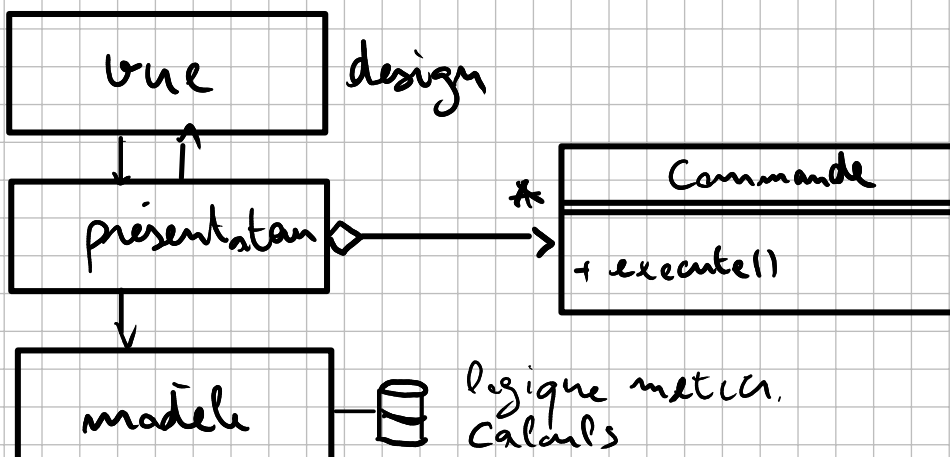 vue
design
*
Commande
présentation
+ execute()
modèle
logique métier.
Calculs